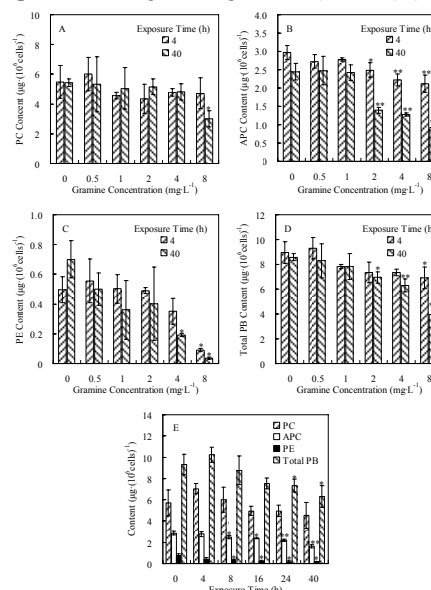 A
Exposure Time (h)
4
40
PC Content (μg·(10⁶cells)⁻¹)
10
8
6
4
2
0
*
0 0.5 1 2 4 8
Gramine Concentration (mg·L⁻¹)
B
Exposure Time (h)
4
40
APC Content (μg·(10⁶cells)⁻¹)
4.0
3.5
3.0
2.5
2.0
1.5
1.0
0.5
0.0
* ** **
** **
0 0.5 1 2 4 8
Gramine Concentration (mg·L⁻¹)
C
Exposure Time (h)
4
40
PE Content (μg·(10⁶cells)⁻¹)
1.0
0.8
0.6
0.4
0.2
0
* * *
0 0.5 1 2 4 8
Gramine Concentration (mg·L⁻¹)
D
Exposure Time (h)
4
40
Total PB Content (μg·(10⁶cells)⁻¹)
12
10
8
6
4
2
0
* ** *
0 0.5 1 2 4 8
Gramine Concentration (mg·L⁻¹)
E
PC
APC
PE
Total PB
Content (μg·(10⁶cells)⁻¹)
14
12
10
8
6
4
2
0
0 4 8 16 24 40
Exposure Time (h)